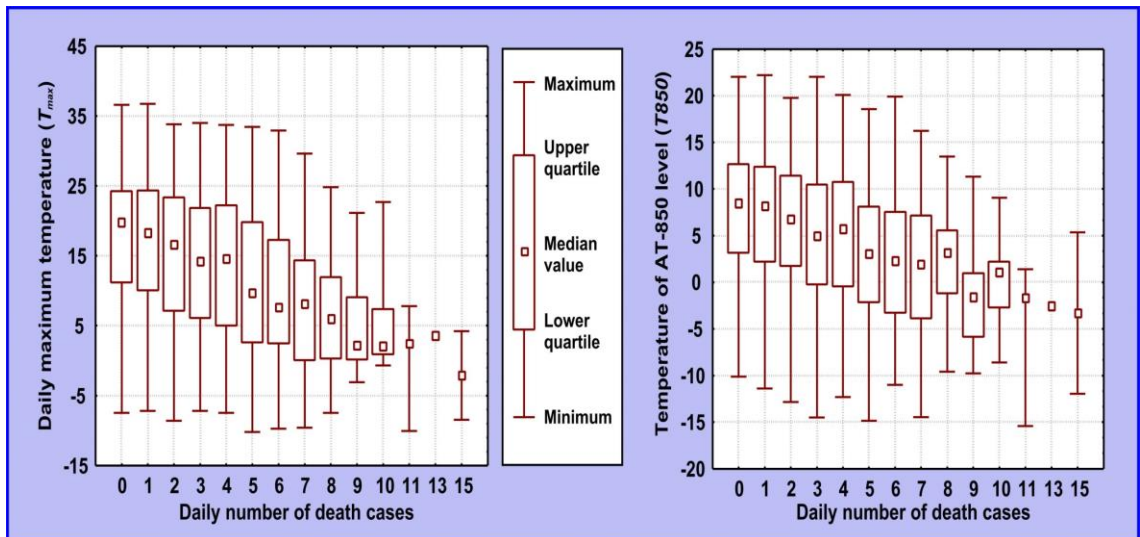 45
35
25
15
5
-5
-15
Daily maximum temperature (Tmax)
0 1 2 3 4 5 6 7 8 9 10 11 13 15
Daily number of death cases
Maximum
Upper
quartile
Median
value
Lower
quartile
Minimum
25
20
15
10
5
0
-5
-10
-15
-20
Temperature of AT-850 level (T850)
0 1 2 3 4 5 6 7 8 9 10 11 13 15
Daily number of death cases